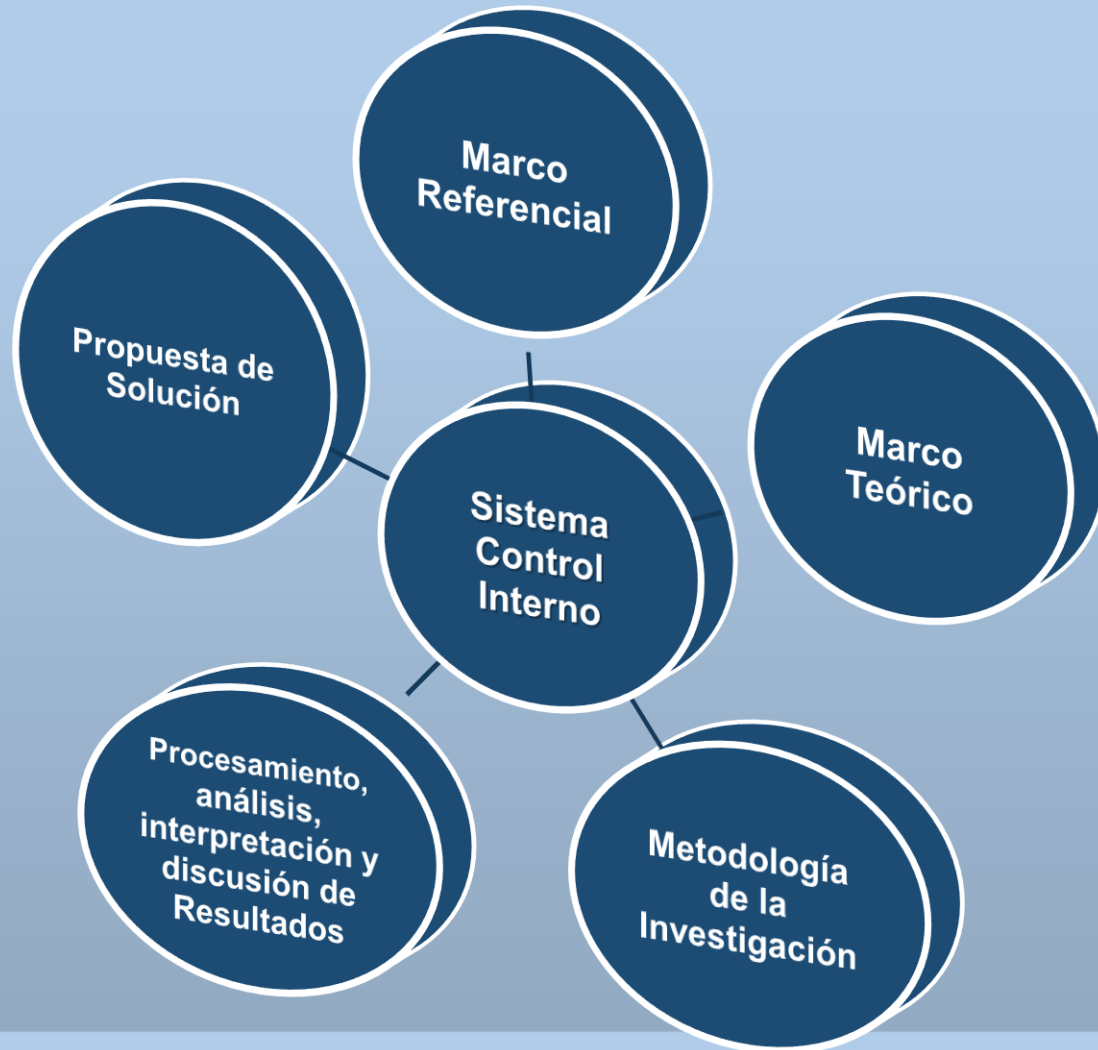 Marco
Referencial
Propuesta de
Solución
Marco
Teórico
Sistema
Control
Interno
Procesamiento,
análisis,
interpretación y
discusión de
Resultados
Metodología
de la
Investigación